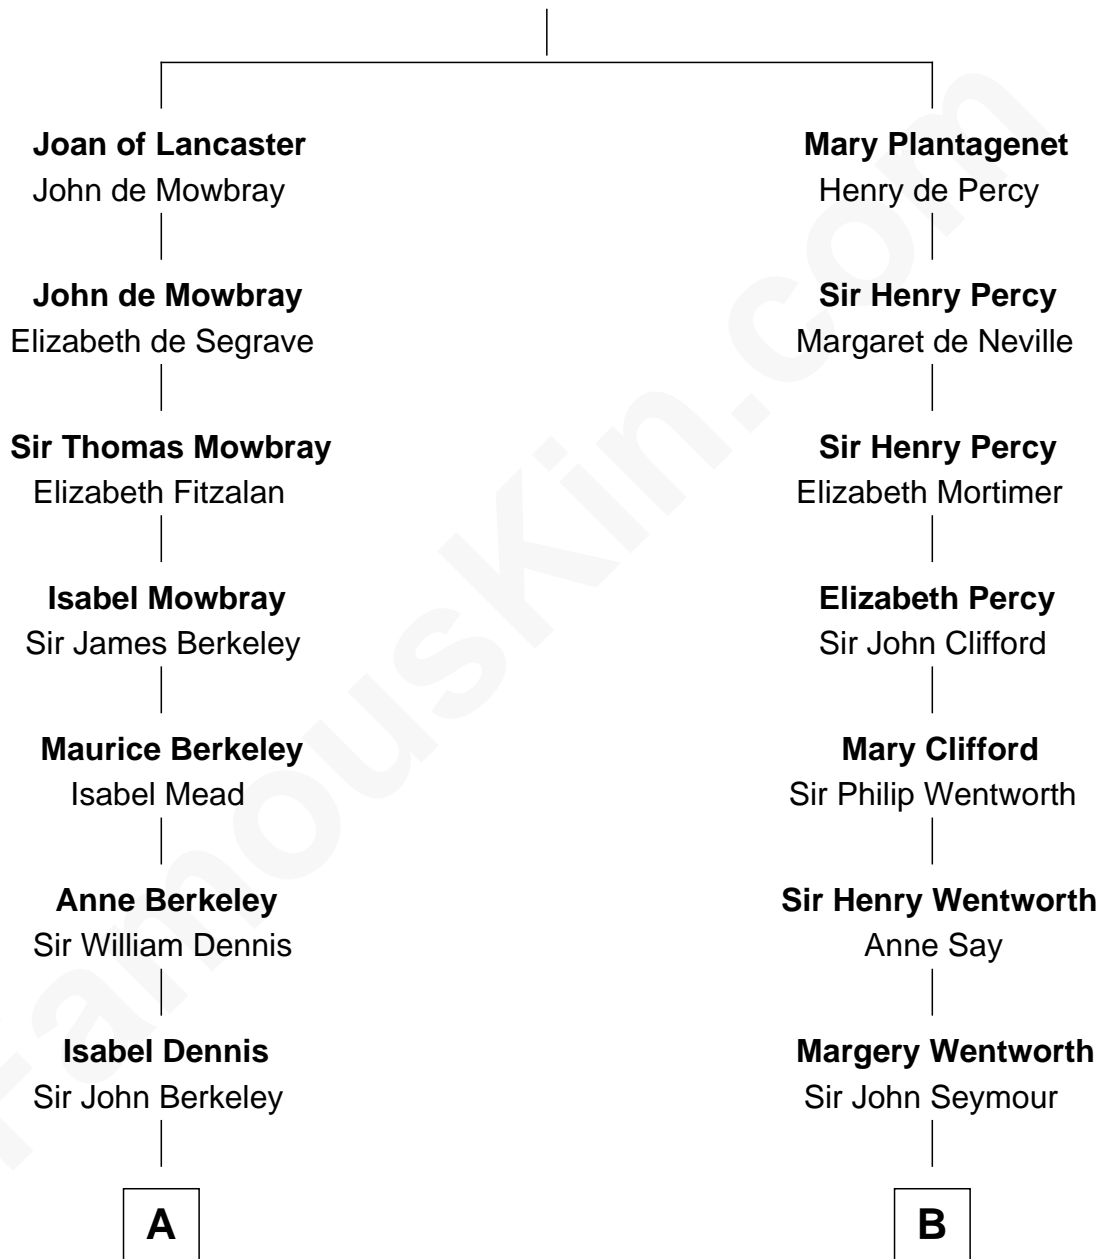 Joan of Lancaster
John de Mowbray
John de Mowbray
Elizabeth de Segrave
Sir Thomas Mowbray
Elizabeth Fitzalan
Isabel Mowbray
Sir James Berkeley
Maurice Berkeley
Isabel Mead
Anne Berkeley
Sir William Dennis
Isabel Dennis
Sir John Berkeley
A
Mary Plantagenet
Henry de Percy
Sir Henry Percy
Margaret de Neville
Sir Henry Percy
Elizabeth Mortimer
Elizabeth Percy
Sir John Clifford
Mary Clifford
Sir Philip Wentworth
Sir Henry Wentworth
Anne Say
Margery Wentworth
Sir John Seymour
B
FamousKin.com